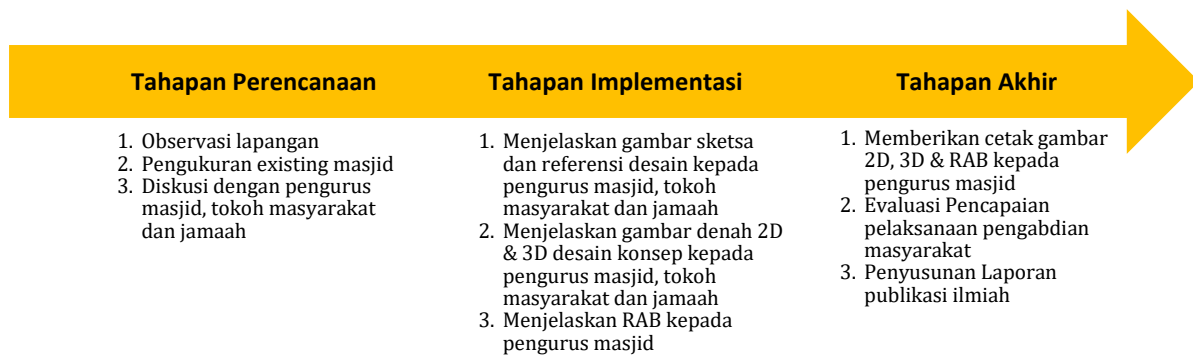 Tahapan Perencanaan
1. Observasi lapangan
2. Pengukuran existing masjid
3. Diskusi dengan pengurus
masjid, tokoh masyarakat
dan jamaah
Tahapan Implementasi
1. Menjelaskan gambar sketsa
dan referensi desain kepada
pengurus masjid, tokoh
masyarakat dan jamaah
2. Menjelaskan gambar denah 2D
& 3D desain konsep kepada
pengurus masjid, tokoh
masyarakat dan jamaah
3. Menjelaskan RAB kepada
pengurus masjid
Tahapan Akhir
1. Memberikan cetak gambar
2D, 3D & RAB kepada
pengurus masjid
2. Evaluasi Pencapaian
pelaksanaan pengabdian
masyarakat
3. Penyusunan Laporan
publikasi ilmiah